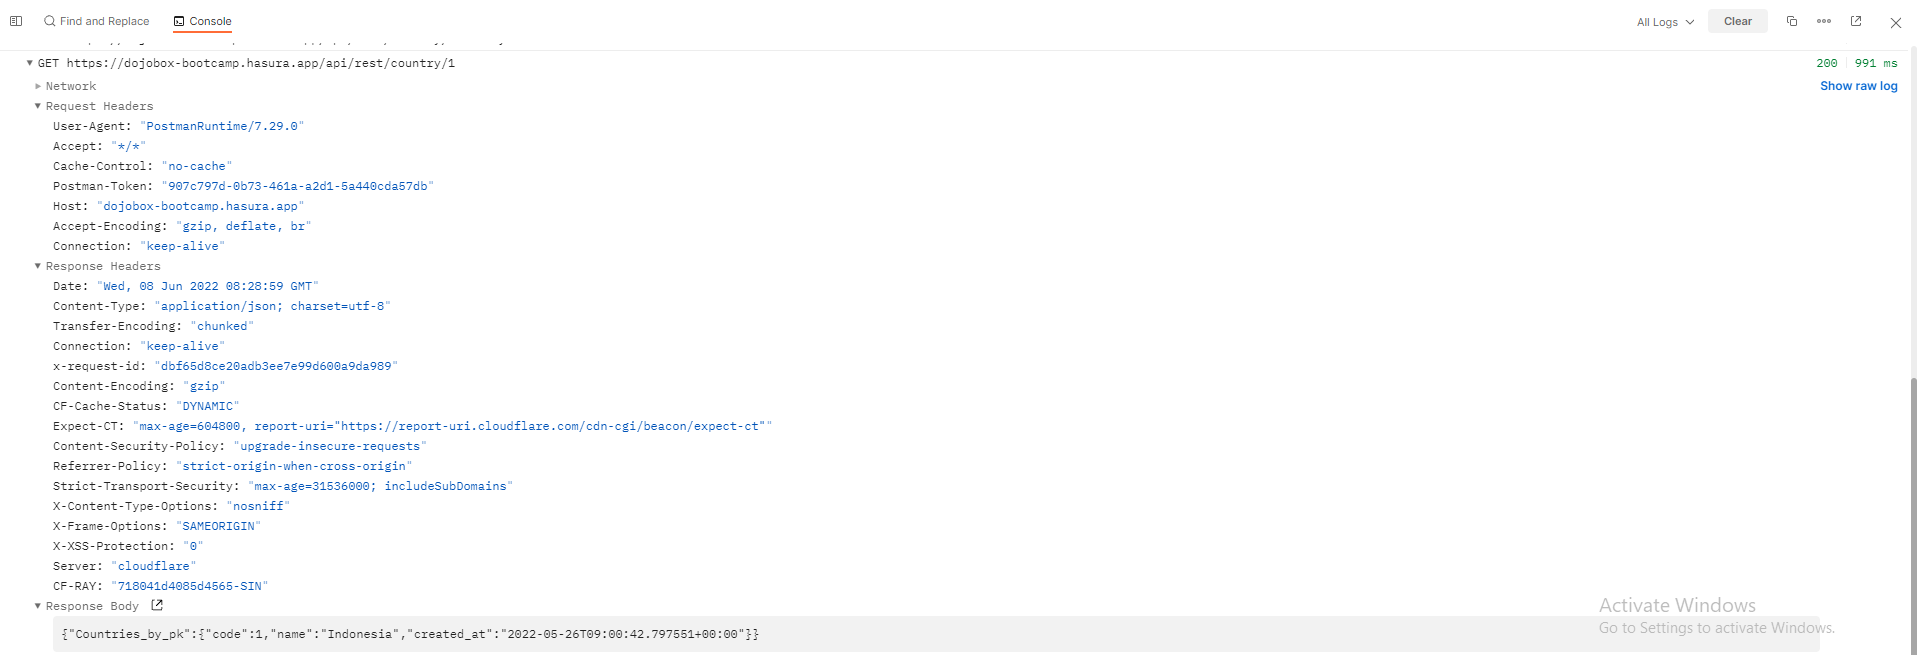 Find and Replace Console All Logs Clear
▼ GET https://dojobox-bootcamp.hasura.app/api/rest/country/1 200 991 ms
▶ Network Show raw log
▼ Request Headers
User-Agent: "PostmanRuntime/7.29.0"
Accept: "*/*"
Cache-Control: "no-cache"
Postman-Token: "907c797d-0b73-461a-a2d1-5a440cda57db"
Host: "dojobox-bootcamp.hasura.app"
Accept-Encoding: "gzip, deflate, br"
Connection: "keep-alive"
▼ Response Headers
Date: "Wed, 08 Jun 2022 08:28:59 GMT"
Content-Type: "application/json; charset=utf-8"
Transfer-Encoding: "chunked"
Connection: "keep-alive"
x-request-id: "dbf65d8ce20adb3ee7e99d600a9da989"
Content-Encoding: "gzip"
CF-Cache-Status: "DYNAMIC"
Expect-CT: "max-age=604800, report-uri="https://report-uri.cloudflare.com/cdn-cgi/beacon/expect-ct""
Content-Security-Policy: "upgrade-insecure-requests"
Referrer-Policy: "strict-origin-when-cross-origin"
Strict-Transport-Security: "max-age=31536000; includeSubDomains"
X-Content-Type-Options: "nosniff"
X-Frame-Options: "SAMEORIGIN"
X-XSS-Protection: "0"
Server: "cloudflare"
CF-RAY: "718041d4085d4565-SIN"
▼ Response Body
{"Countries_by_pk":{"code":1,"name":"Indonesia","created_at":"2022-05-26T09:00:42.797551+00:00"}}
Activate Windows
Go to Settings to activate Windows.